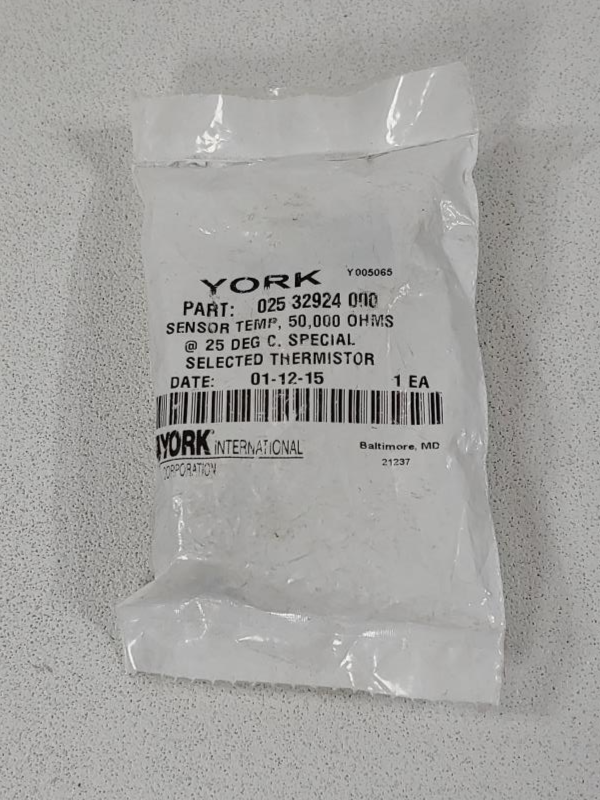 YORK Y005065
PART: 025 32924 000
SENSOR TEMP, 50,000 OHMS
@ 25 DEG C. SPECIAL
SELECTED THERMISTOR
DATE: 01-12-15 1 EA
YORK INTERNATIONAL Baltimore, MD
CORPORATION 21237